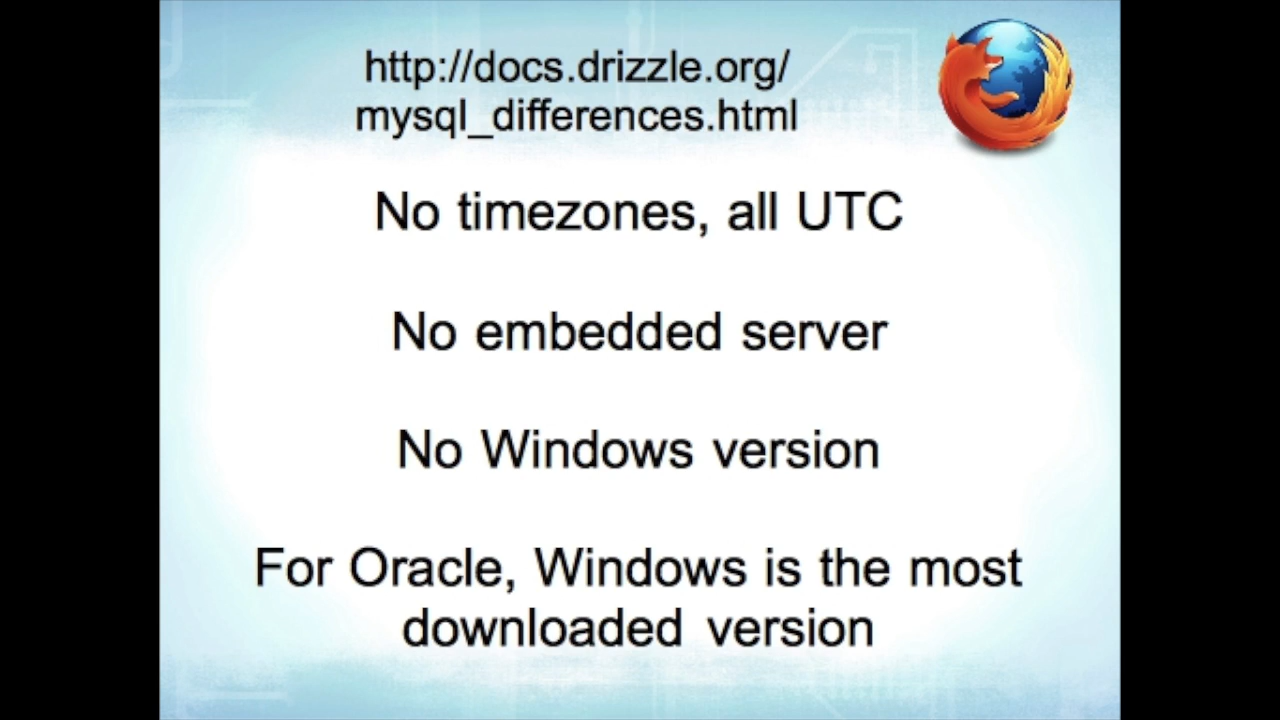 http://docs.drizzle.org/
mysql_differences.html
No timezones, all UTC
No embedded server
No Windows version
For Oracle, Windows is the most
downloaded version